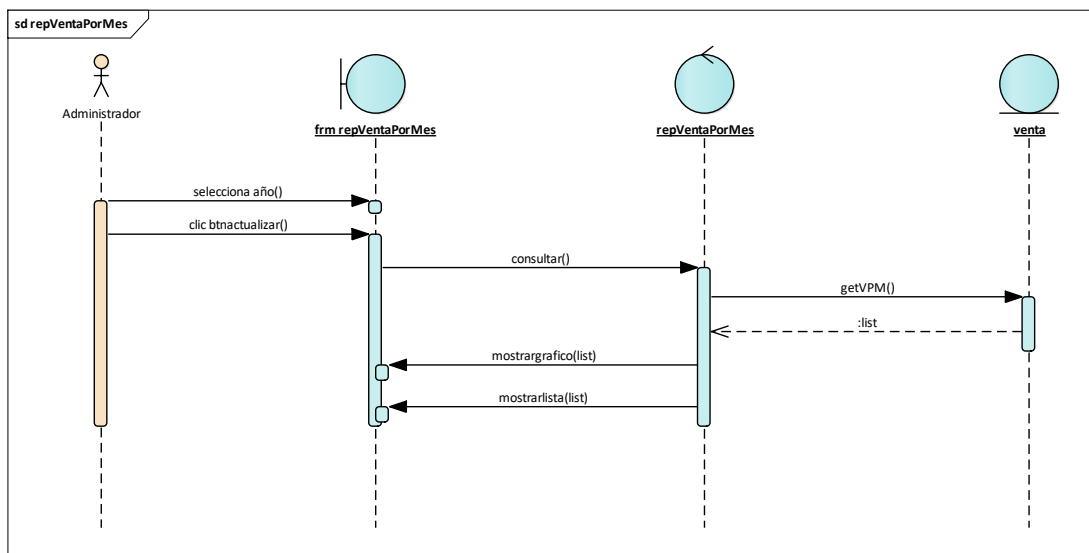 sd repVentaPorMes
Administrador
frm repVentaPorMes
repVentaPorMes
venta
selecciona año()
clic btnactualizar()
consultar()
getVPM()
:list
mostrargrafico(list)
mostrarlista(list)